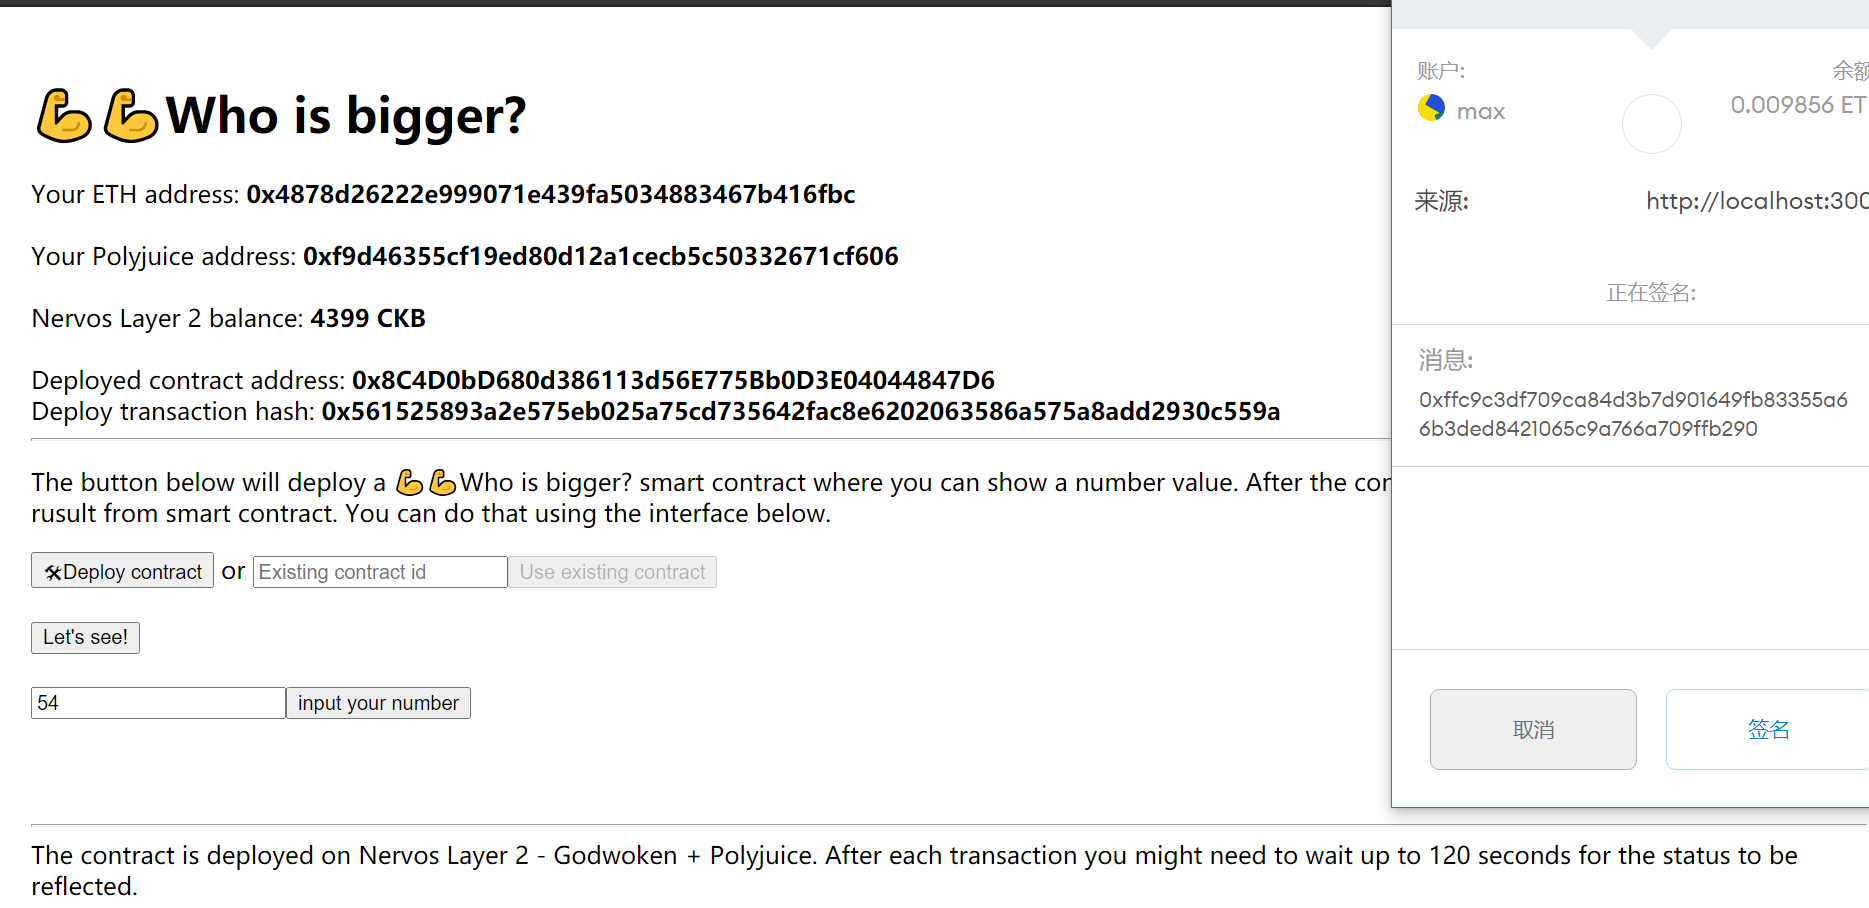 💪💪Who is bigger?
Your ETH address: 0x4878d26222e999071e439fa5034883467b416fbc
Your Polyjuice address: 0xf9d46355cf19ed80d12a1cecb5c50332671cf606
Nervos Layer 2 balance: 4399 CKB
Deployed contract address: 0x8C4D0bD680d386113d56E775Bb0D3E04044847D6
Deploy transaction hash: 0x561525893a2e575eb025a75cd735642fac8e6202063586a575a8add2930c559a
The button below will deploy a 💪💪Who is bigger? smart contract where you can show a number value. After the cor
rusult from smart contract. You can do that using the interface below.
🛠Deploy contract or Existing contract id Use existing contract
Let's see!
54 input your number
The contract is deployed on Nervos Layer 2 - Godwoken + Polyjuice. After each transaction you might need to wait up to 120 seconds for the status to be
reflected.
账户: 余额
max 0.009856 ET
来源: http://localhost:300
正在签名:
消息:
0xffc9c3df709ca84d3b7d901649fb83355a6
6b3ded8421065c9a766a709ffb290
取消 签名